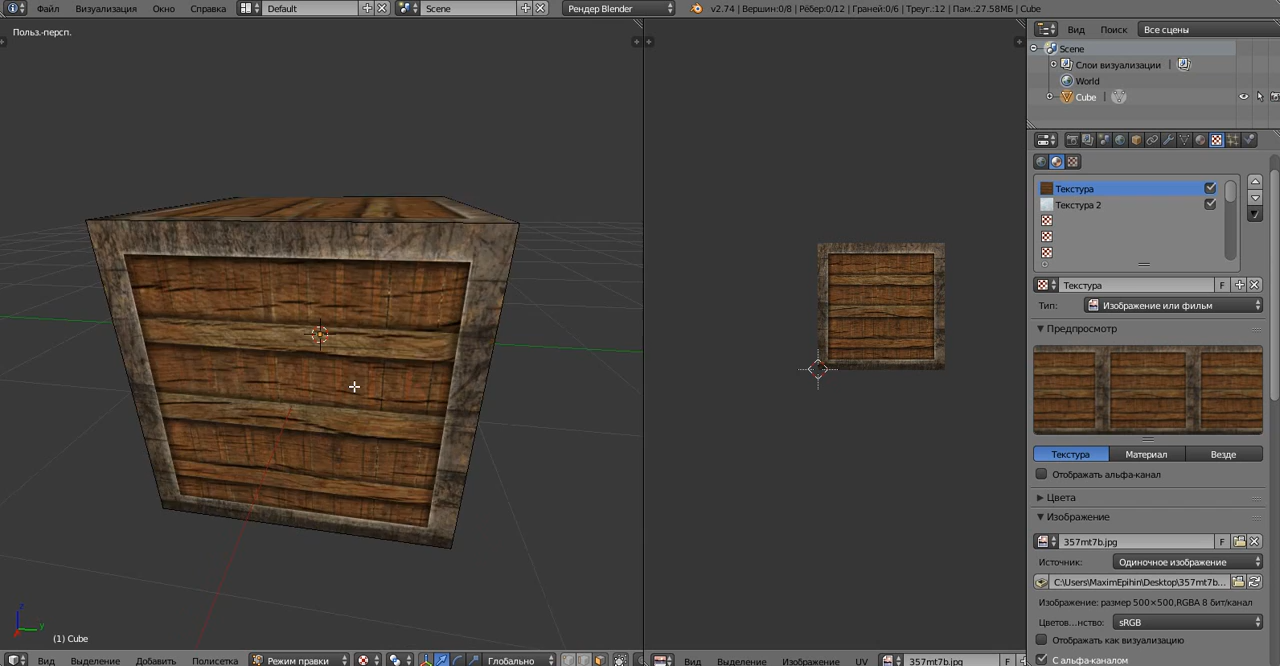 Файл Визуализация Окно Справка Default Scene Рендер Blender v2.74 | Вершин:0/8 | Рёбер:0/12 | Граней:0/6 | Треуг.:12 | Пам.:27.58МБ | Cube
Польз.-персп.
Вид Поиск Все сцены
Scene
Слои визуализации |
World
Cube |
Текстура
Текстура 2
Текстура F
Тип: Изображение или фильм
Предпросмотр
Текстура Материал Везде
Отображать альфа-канал
Цвета
Изображение
357mt7b.jpg F
Источник: Одиночное изображение
C:\Users\MaximEpihin\Desktop\357mt7b...
Изображение: размер 500×500,RGBA 8 бит/канал
Цветов...нство: sRGB
Отображать как визуализацию
С альфа-каналом
z
y
(1) Cube
Вид Выделение Добавить Полисетка Режим правки Глобально
Вид Выделение Изображение UV 357mt7b.jpg F